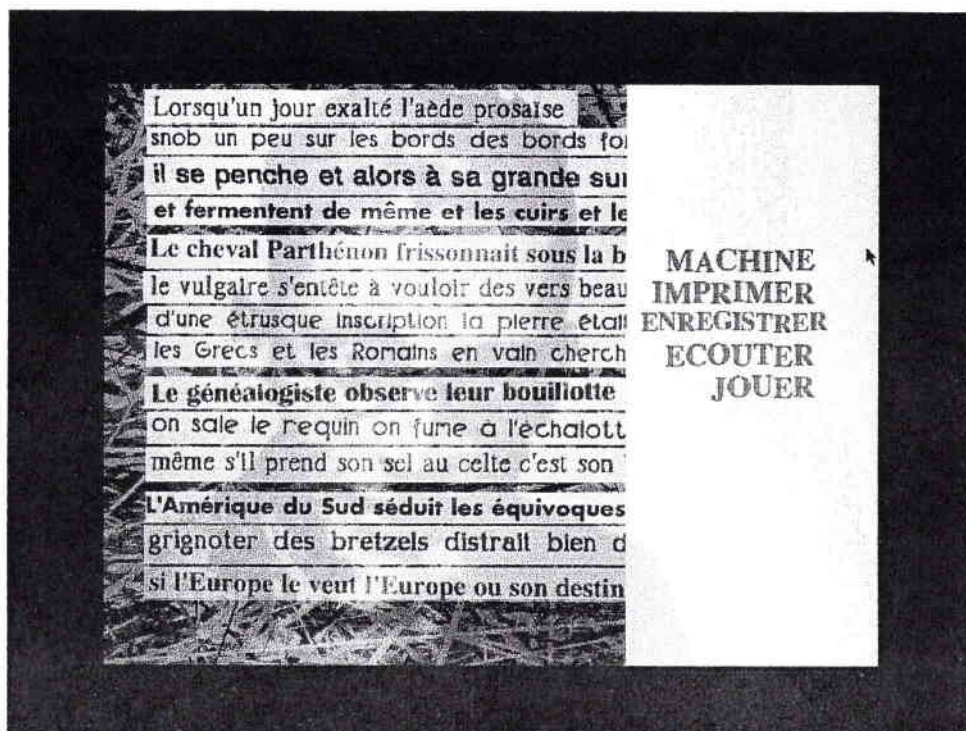 Lorsqu'un jour exalté l'aède prosaïse
snob un peu sur les bords des bords fo
il se penche et alors à sa grande su
et fermentent de même et les cuirs et le
Le cheval Parthénon frissonnait sous la b
le vulgaire s'entête à vouloir des vers beau
d'une étrusque inscription la pierre étai
les Grecs et les Romains en vain cherch
Le généalogiste observe leur bouillotte
on sale le requin on fume à l'échalott
même s'il prend son sel au celte c'est son
L'Amérique du Sud séduit les équivoques
grignoter des bretzels distrait bien d
si l'Europe le veut l'Europe ou son destin
MACHINE
IMPRIMER
ENREGISTRER
ECOUTER
JOUER